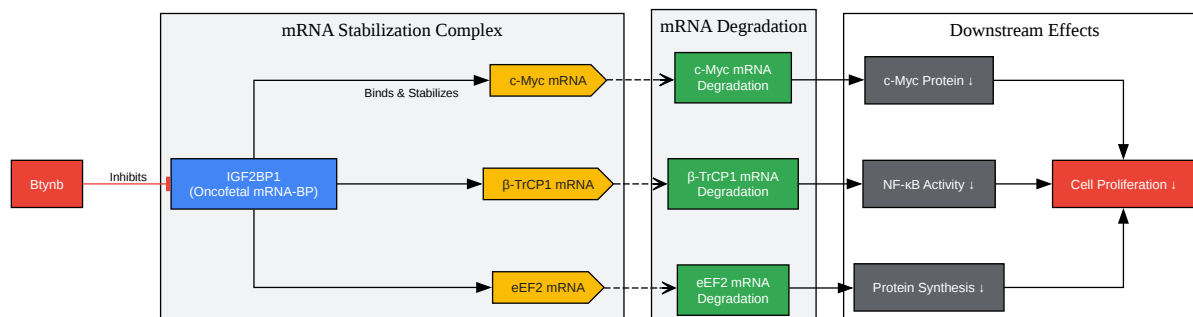 mRNA Stabilization Complex
mRNA Degradation
Downstream Effects
c-Myc mRNA
Binds & Stabilizes
c-Myc mRNA
Degradation
c-Myc Protein ↓
Btynb
Inhibits
IGF2BP1
(Oncofetal mRNA-BP)
β-TrCP1 mRNA
β-TrCP1 mRNA
Degradation
NF-κB Activity ↓
Cell Proliferation ↓
eEF2 mRNA
eEF2 mRNA
Degradation
Protein Synthesis ↓